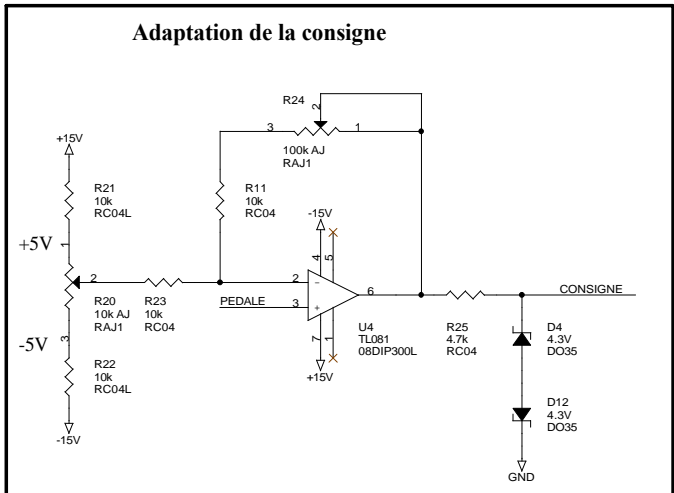 Adaptation de la consigne
R24
2
3
1
100k AJ
RAJ1
+15V
R21
10k
RC04L
R11
10k
RC04
-15V
4
5
+5V
1
2
R20
10k AJ
RAJ1
R23
10k
RC04
2
PEDALE
3
-
+
6
CONSIGNE
-5V
3
7
1
U4
TL081
08DIP300L
R25
4.7k
RC04
D4
4.3V
DO35
R22
10k
RC04L
+15V
D12
4.3V
DO35
-15V
GND